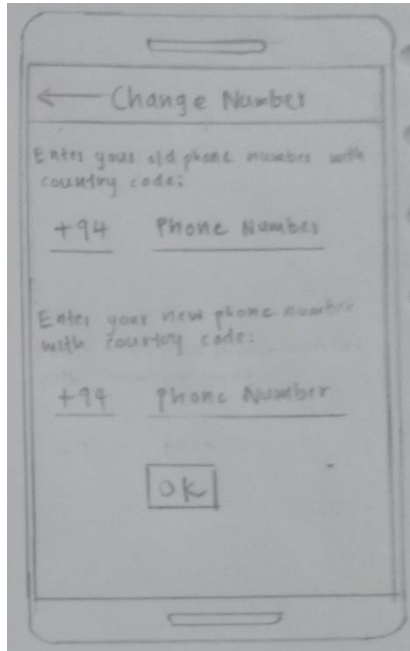 Change Number
Enter your old phone number with
country code:
+94 Phone Number
Enter your new phone number
with country code:
+94 Phone Number
OK